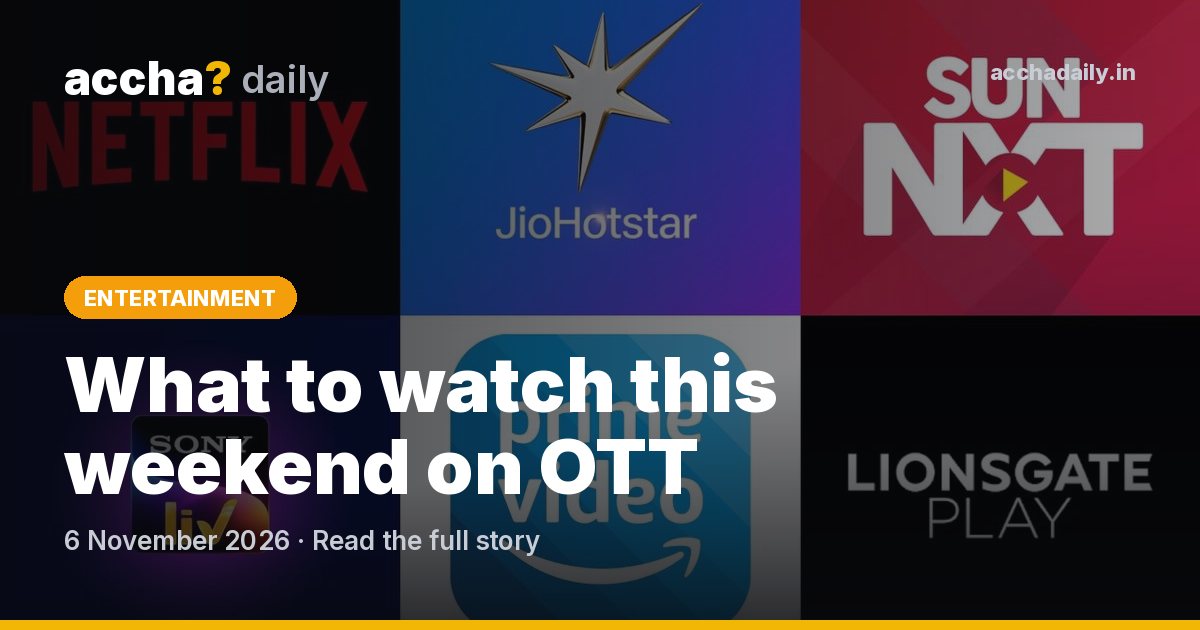 accha? daily
acchadaily.in
NETFLIX
JioHotstar
SUN
NXT
ENTERTAINMENT
What to watch this
weekend on OTT
SONY
liv
prime
video
LIONSGATE
PLAY
6 November 2026 · Read the full story